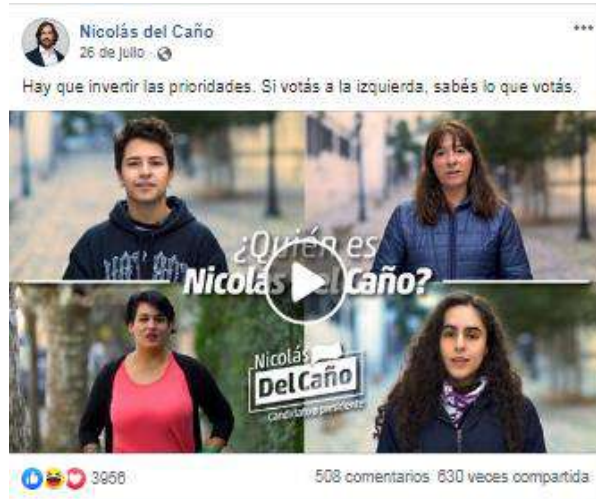 Nicolás del Caño
26 de julio
Hay que invertir las prioridades. Si votás a la izquierda, sabés lo que votás.
¿Quién es
Nicolás Del Caño?
Nicolás
Del Caño
Candidato a presidente
3956
508 comentarios 630 veces compartida